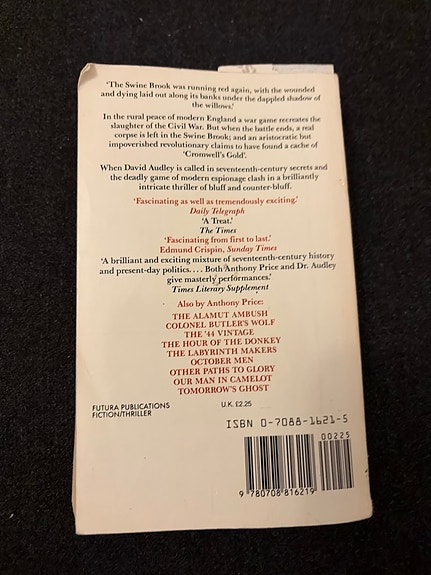 ‘The Swine Brook was running red again, with the wounded
and dying laid out along its banks under the dappled shadow of
the willows.’
In the rural peace of modern England a war game recreates the
slaughter of the Civil War. But when the battle ends, a real
corpse is left in the Swine Brook; and an aristocratic but
impoverished revolutionary claims to have found a cache of
‘Cromwell’s Gold’.
When David Audley is called in seventeenth-century secrets and
the deadly game of modern espionage clash in a brilliantly
intricate thriller of bluff and counter-bluff.
‘Fascinating as well as tremendously exciting.’
Daily Telegraph
‘A Treat.’
The Times
‘Fascinating from first to last.’
Edmund Crispin, Sunday Times
‘A brilliant and exciting mixture of seventeenth-century history
and present-day politics. . . . Both Anthony Price and Dr. Audley
give masterly performances.’
Times Literary Supplement
Also by Anthony Price:
THE ALAMUT AMBUSH
COLONEL BUTLER’S WOLF
THE ’44 VINTAGE
THE HOUR OF THE DONKEY
THE LABYRINTH MAKERS
OCTOBER MEN
OTHER PATHS TO GLORY
OUR MAN IN CAMELOT
TOMORROW’S GHOST
FUTURA PUBLICATIONS
FICTION/THRILLER
U.K. £2.25
ISBN 0-7088-1621-5
00225
9 780708 816219